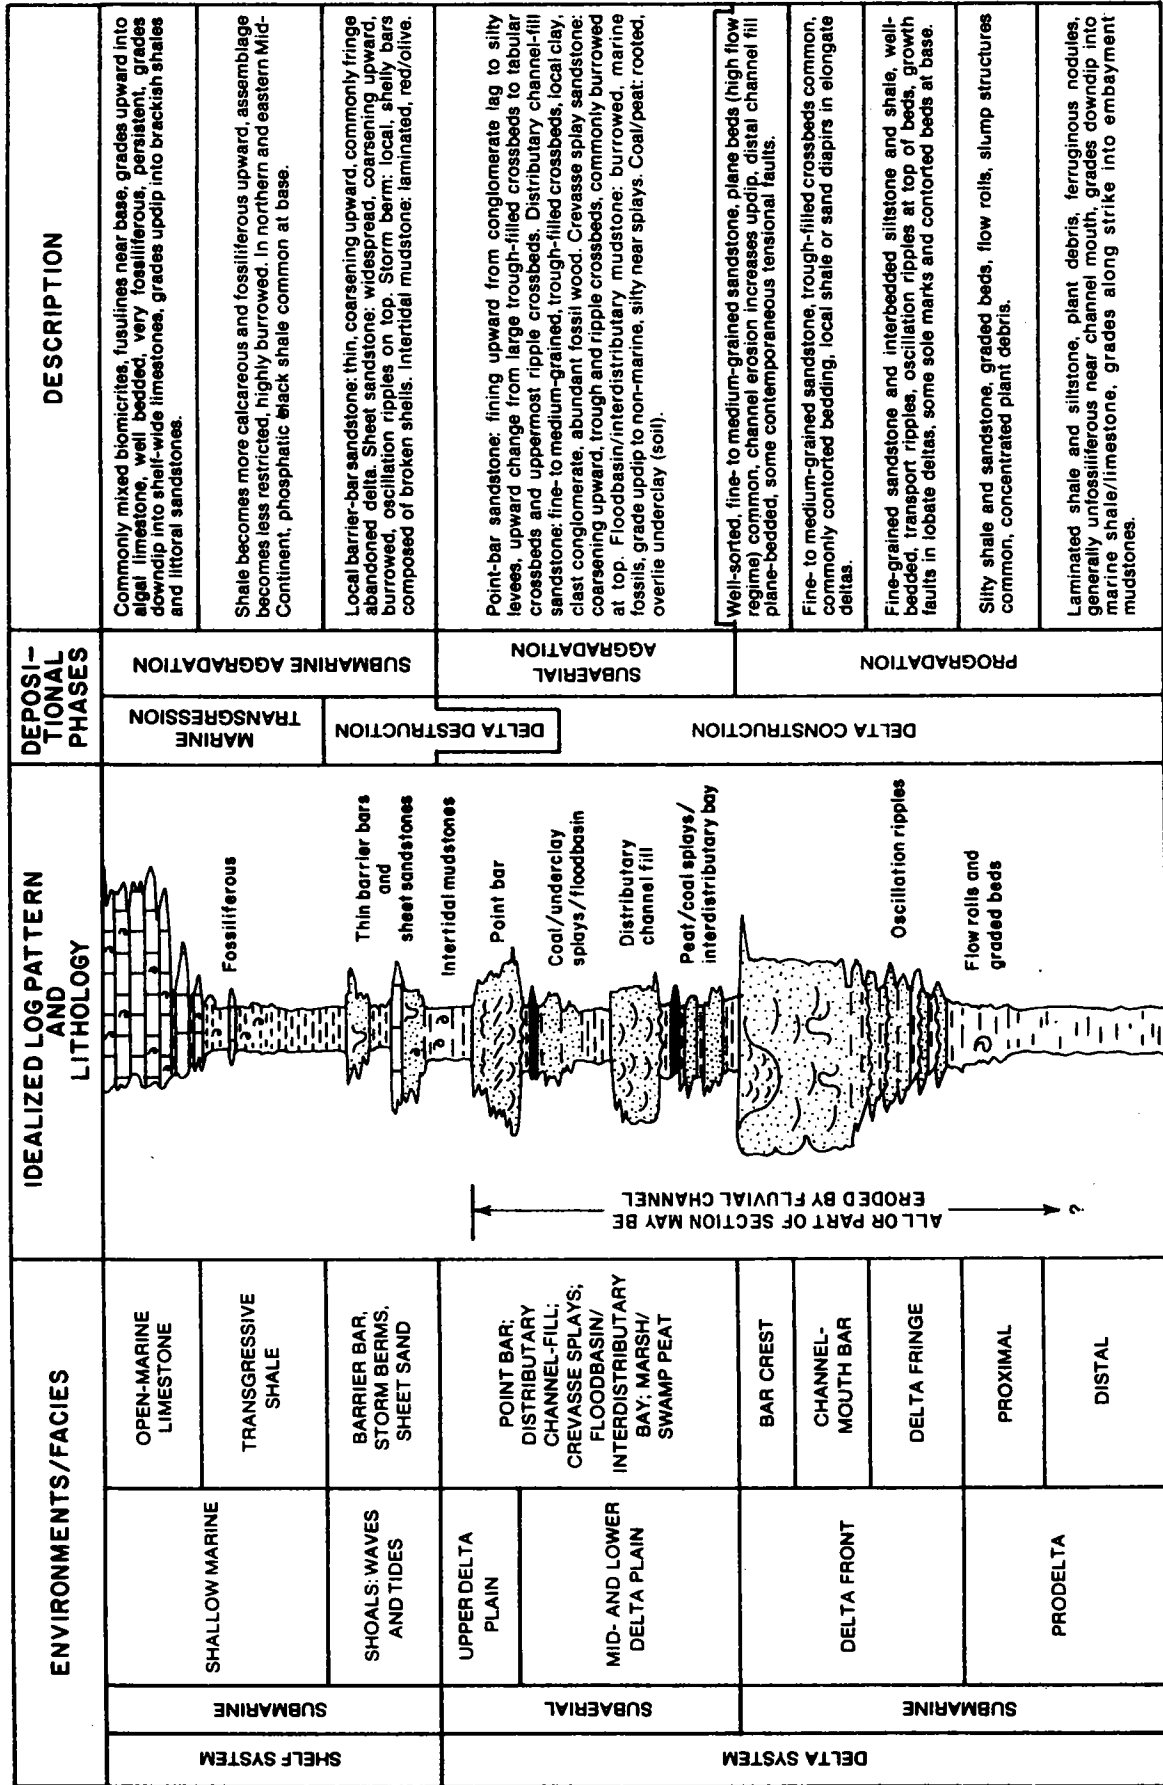 ENVIRONMENTS/FACIES
IDEALIZED LOG PATTERN
AND
LITHOLOGY
DEPOSI-
TIONAL
PHASES
DESCRIPTION
SHELF SYSTEM
SUBMARINE
SHALLOW MARINE
OPEN-MARINE
LIMESTONE
TRANSGRESSIVE
SHALE
SHOALS: WAVES
AND TIDES
BARRIER BAR,
STORM BERMS,
SHEET SAND
DELTA SYSTEM
SUBAERIAL
UPPER DELTA
PLAIN
MID- AND LOWER
DELTA PLAIN
POINT BAR;
DISTRIBUTARY
CHANNEL-FILL;
CREVASSE SPLAYS;
FLOODBASIN/
INTERDISTRIBUTARY
BAY; MARSH/
SWAMP PEAT
SUBMARINE
DELTA FRONT
BAR CREST
CHANNEL-
MOUTH BAR
DELTA FRINGE
PRODELTA
PROXIMAL
DISTAL
ALL OR PART OF SECTION MAY BE
ERODED BY FLUVIAL CHANNEL
?
Fossiliferous
Thin barrier bars
and
sheet sandstones
Intertidal mudstones
Point bar
Coal/underclay
splays/floodbasin
Distributary
channel fill
Peat/coal splays/
interdistributary bay
Oscillation ripples
Flow rolls and
graded beds
MARINE
TRANSGRESSION
DELTA DESTRUCTION
DELTA CONSTRUCTION
SUBMARINE AGGRADATION
SUBAERIAL
AGGRADATION
PROGRADATION
Commonly mixed biomicrites, fusulines near base, grades upward into
algal limestone, well bedded, very fossiliferous, persistent, grades
downdip into shelf-wide limestones, grades updip into brackish shales
and littoral sandstones.
Shale becomes more calcareous and fossiliferous upward, assemblage
becomes less restricted, highly burrowed. In northern and eastern Mid-
Continent, phosphatic black shale common at base.
Local barrier-bar sandstone: thin, coarsening upward, commonly fringe
abandoned delta. Sheet sandstone: widespread, coarsening upward,
burrowed, oscillation ripples on top. Storm berm: local, shelly bars
composed of broken shells. Intertidal mudstone: laminated, red/olive.
Point-bar sandstone: fining upward from conglomerate lag to silty
levees, upward change from large trough-filled crossbeds to tabular
crossbeds and uppermost ripple crossbeds. Distributary channel-fill
sandstone: fine- to medium-grained, trough-filled crossbeds, local clay,
clast conglomerate, abundant fossil wood. Crevasse splay sandstone:
coarsening upward, trough and ripple crossbeds, commonly burrowed
at top. Floodbasin/interdistributary mudstone: burrowed, marine
fossils, grade updip to non-marine, silty near splays. Coal/peat: rooted,
overlie underclay (soil).
Well-sorted, fine- to medium-grained sandstone, plane beds (high flow
regime) common, channel erosion increases updip, distal channel fill
plane-bedded, some contemporaneous tensional faults.
Fine- to medium-grained sandstone, trough-filled crossbeds common,
commonly contorted bedding, local shale or sand diapirs in elongate
deltas.
Fine-grained sandstone and interbedded siltstone and shale, well-
bedded, transport ripples, oscillation ripples at top of beds, growth
faults in lobate deltas, some sole marks and contorted beds at base.
Silty shale and sandstone, graded beds, flow rolls, slump structures
common, concentrated plant debris.
Laminated shale and siltstone, plant debris, ferruginous nodules,
generally unfossiliferous near channel mouth, grades downdip into
marine shale/limestone, grades along strike into embayment
mudstones.